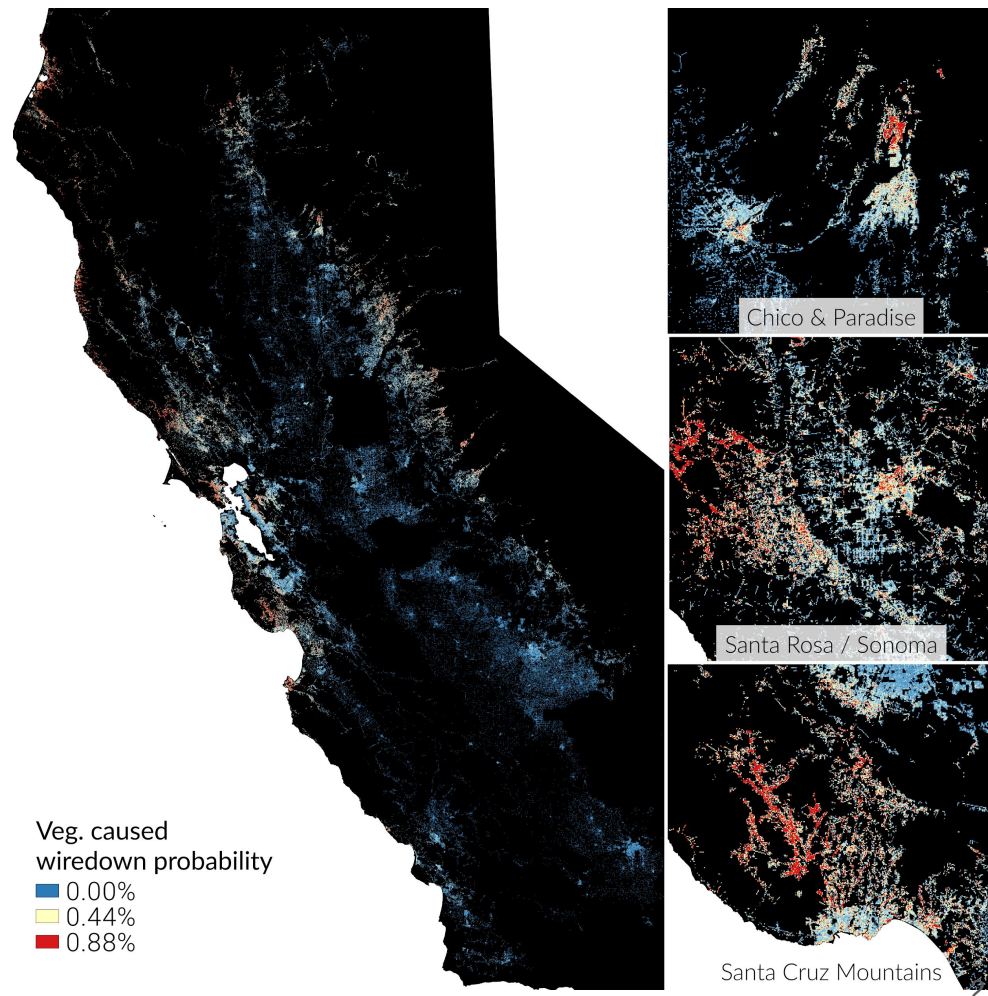 Chico & Paradise
Santa Rosa / Sonoma
Santa Cruz Mountains
Veg. caused
wiredown probability
0.00%
0.44%
0.88%